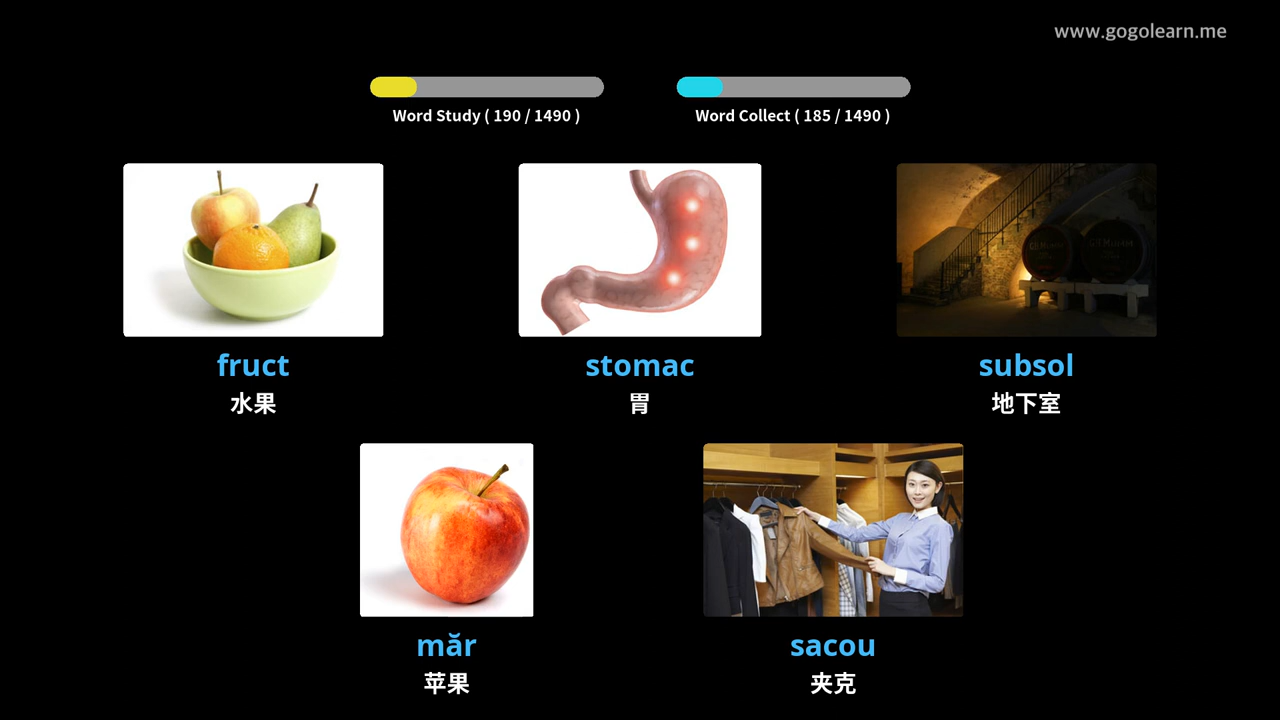 www.gogolearn.me
Word Study ( 190 / 1490 )
Word Collect ( 185 / 1490 )
fruct
水果
stomac
胃
subsol
地下室
măr
苹果
sacou
夹克